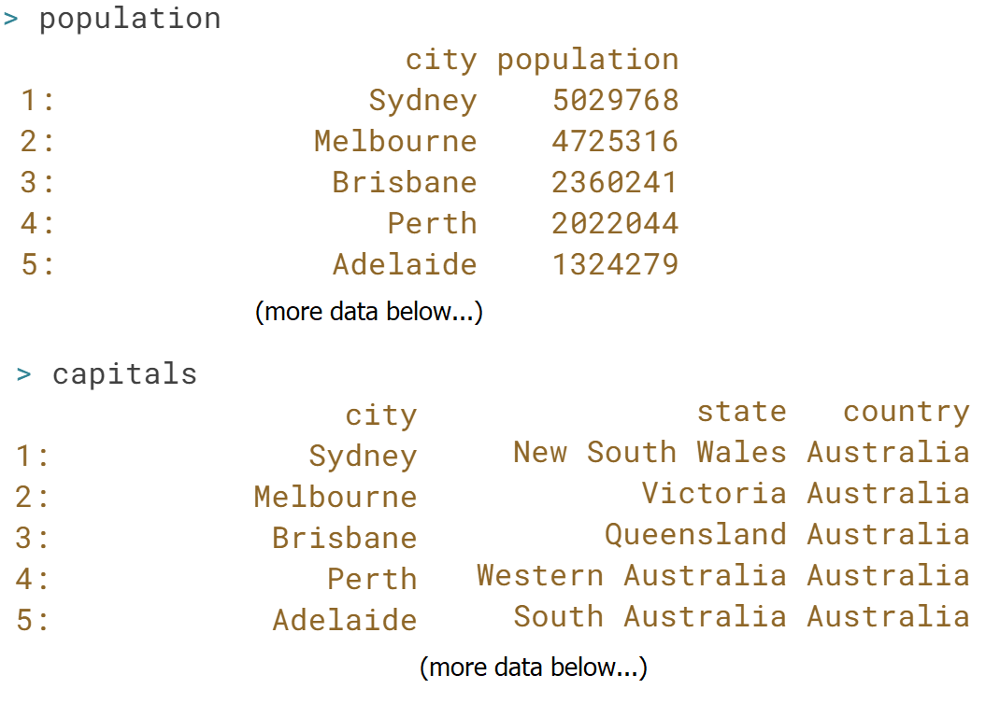 > population
city population
1: Sydney 5029768
2: Melbourne 4725316
3: Brisbane 2360241
4: Perth 2022044
5: Adelaide 1324279
(more data below...)
> capitals
city state country
1: Sydney New South Wales Australia
2: Melbourne Victoria Australia
3: Brisbane Queensland Australia
4: Perth Western Australia Australia
5: Adelaide South Australia Australia
(more data below...)